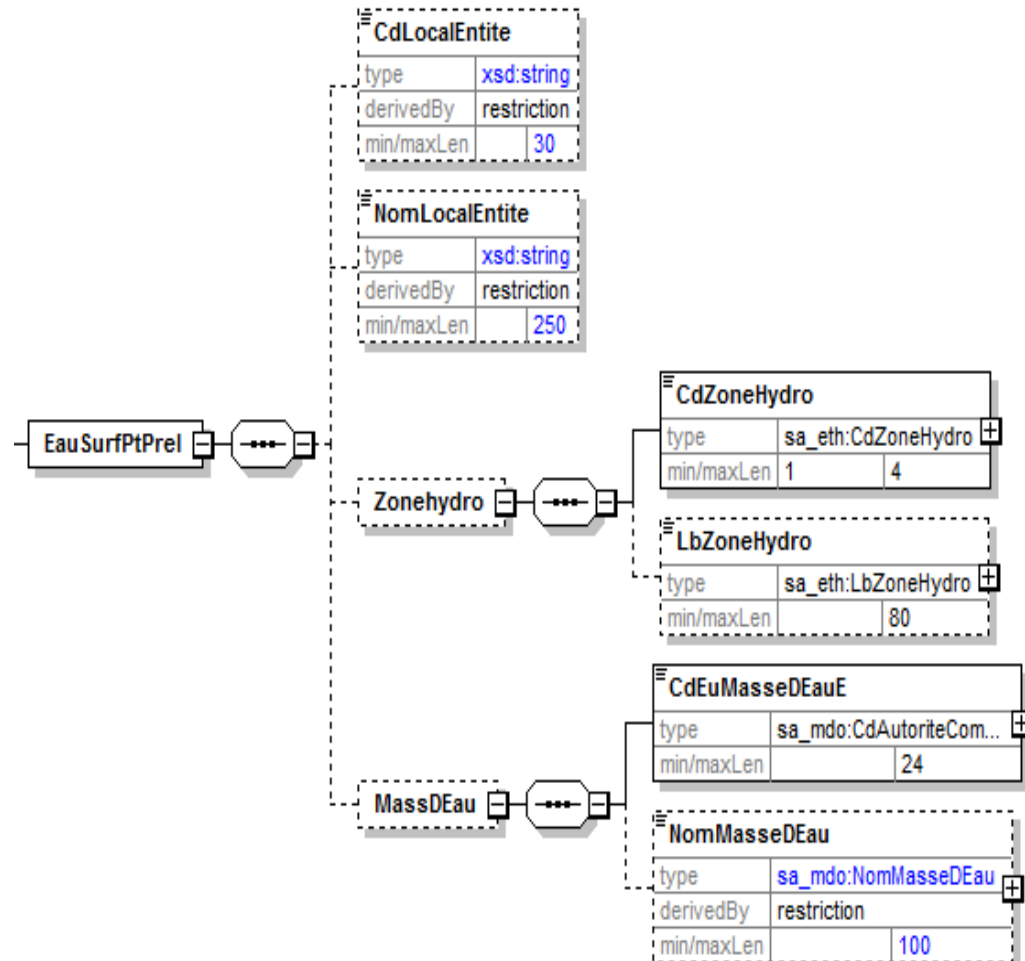 CdLocalEntite
type xsd:string
derivedBy restriction
min/maxLen 30
NomLocalEntite
type xsd:string
derivedBy restriction
min/maxLen 250
EauSurfPtPrel
Zonehydro
CdZoneHydro
type sa_eth:CdZoneHydro
min/maxLen 1 4
LbZoneHydro
type sa_eth:LbZoneHydro
min/maxLen 80
MassDEau
CdEuMasseDEauE
type sa_mdo:CdAutoriteCom...
min/maxLen 24
NomMasseDEau
type sa_mdo:NomMasseDEau
derivedBy restriction
min/maxLen 100